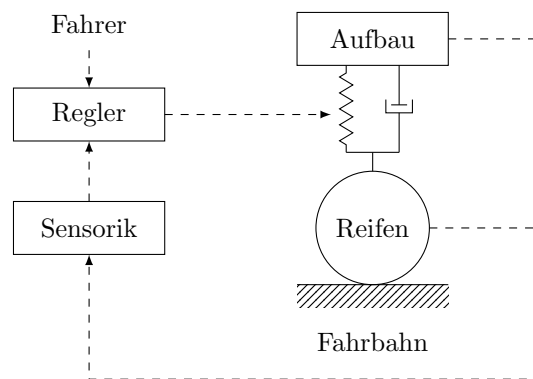 Fahrer
Aufbau
Regler
Sensorik
Reifen
Fahrbahn